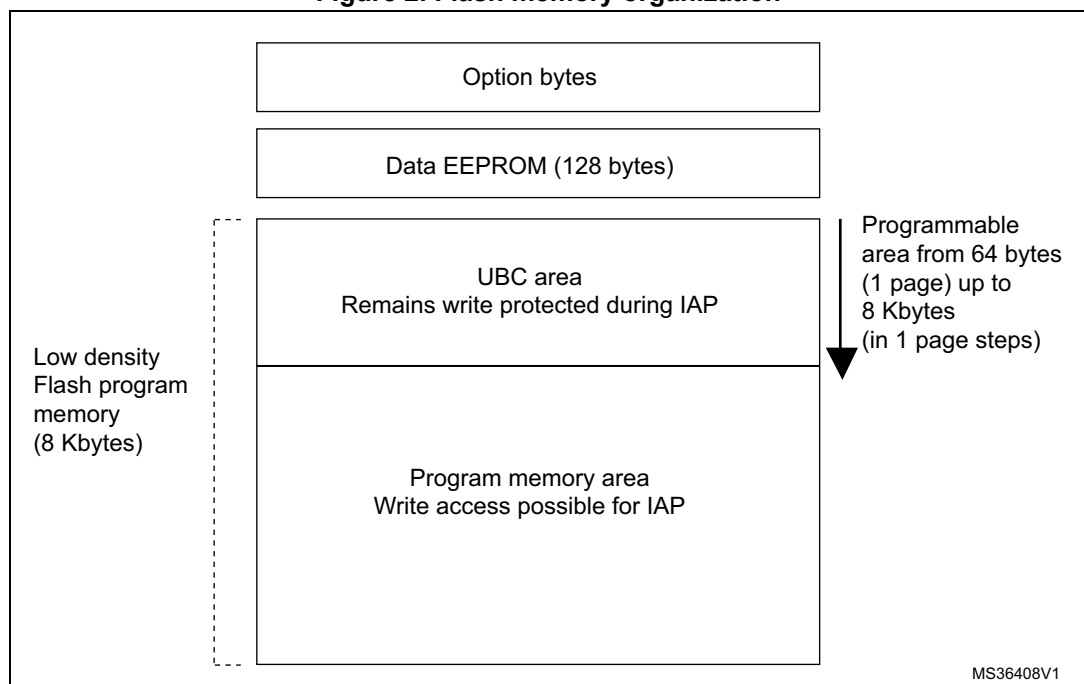 Figure 2. Flash memory organization
Option bytes
Data EEPROM (128 bytes)
UBC area
Remains write protected during IAP
Programmable
area from 64 bytes
(1 page) up to
8 Kbytes
(in 1 page steps)
Low density
Flash program
memory
(8 Kbytes)
Program memory area
Write access possible for IAP
MS36408V1